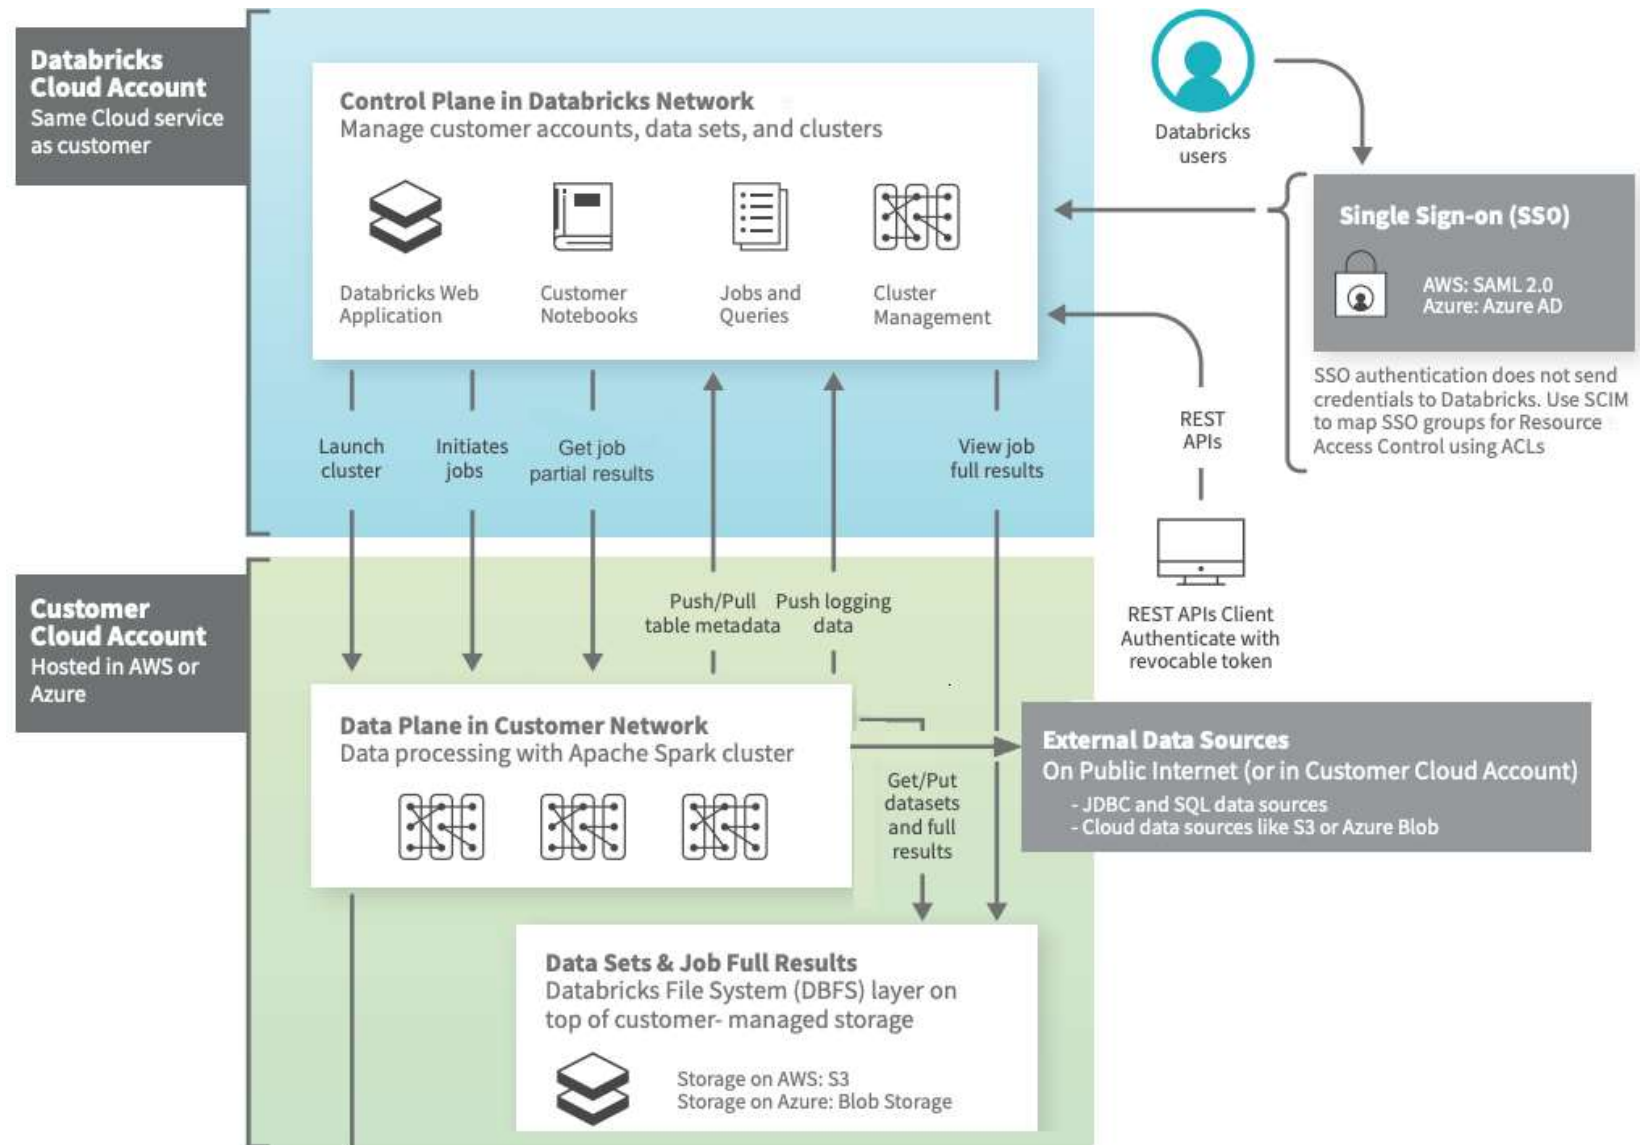 Databricks
Cloud Account
Same Cloud service
as customer
Control Plane in Databricks Network
Manage customer accounts, data sets, and clusters
Databricks Web
Application
Customer
Notebooks
Jobs and
Queries
Cluster
Management
Databricks
users
Single Sign-on (SSO)
AWS: SAML 2.0
Azure: Azure AD
SSO authentication does not send
credentials to Databricks. Use SCIM
to map SSO groups for Resource
Access Control using ACLs
REST
APIs
REST APIs Client
Authenticate with
revocable token
Launch
cluster
Initiates
jobs
Get job
partial results
View job
full results
Customer
Cloud Account
Hosted in AWS or
Azure
Push/Pull
table metadata
Push logging
data
Data Plane in Customer Network
Data processing with Apache Spark cluster
Get/Put
datasets
and full
results
External Data Sources
On Public Internet (or in Customer Cloud Account)
- JDBC and SQL data sources
- Cloud data sources like S3 or Azure Blob
Data Sets & Job Full Results
Databricks File System (DBFS) layer on
top of customer- managed storage
Storage on AWS: S3
Storage on Azure: Blob Storage